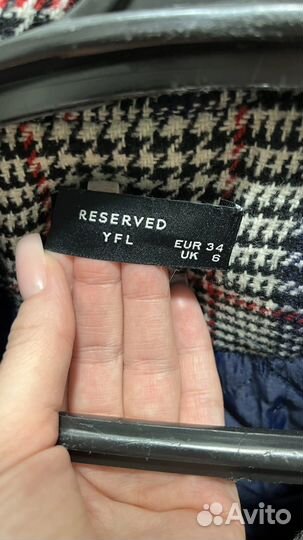 RESERVED
YFL
EUR 34
UK 6
Avito